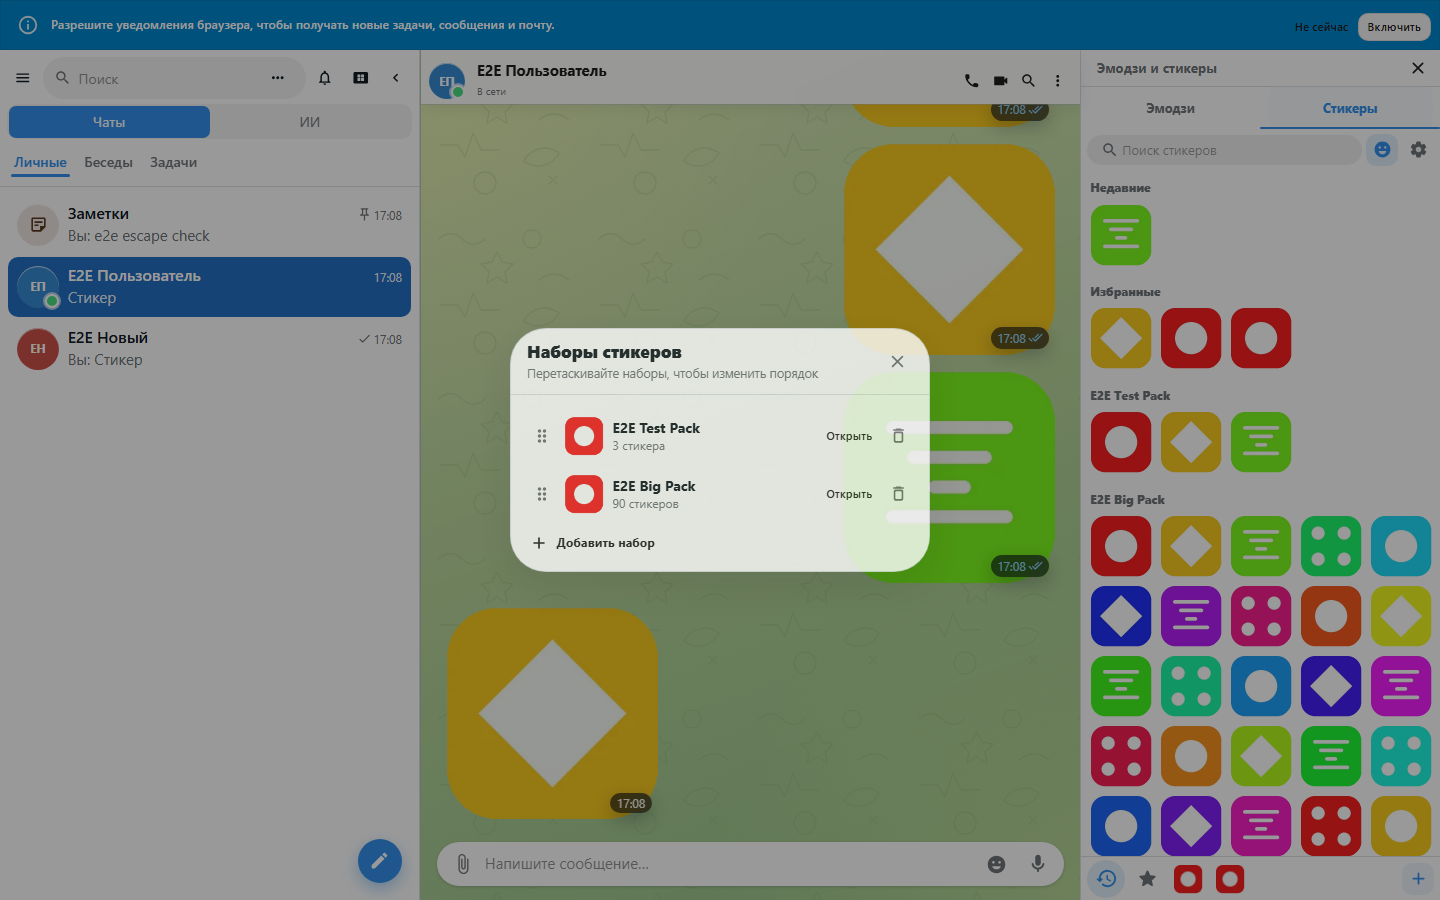 Разрешите уведомления браузера, чтобы получать новые задачи, сообщения и почту.
Не сейчас
Включить
Поиск
Чаты
ИИ
Личные
Беседы
Задачи
Заметки
17:08
Вы: e2e escape check
ЕП
E2E Пользователь
17:08
Стикер
ЕН
E2E Новый
17:08
Вы: Стикер
ЕП
E2E Пользователь
В сети
17:08
17:08
17:08
17:08
Напишите сообщение...
Наборы стикеров
Перетаскивайте наборы, чтобы изменить порядок
E2E Test Pack
3 стикера
Открыть
E2E Big Pack
90 стикеров
Открыть
Добавить набор
Эмодзи и стикеры
Эмодзи
Стикеры
Поиск стикеров
Недавние
Избранные
E2E Test Pack
E2E Big Pack